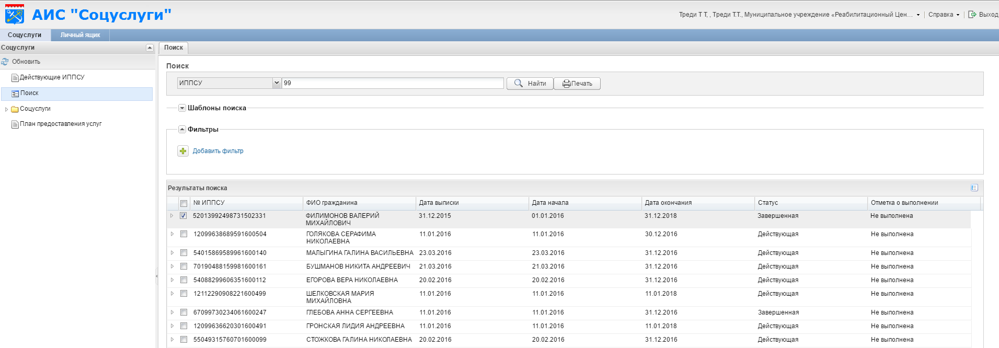 АИС "Соцуслуги"
Треди Т Т, , Треди Т.Т., Муниципальное учреждение «Реабилитационный Цен... Справка Выход
Соцуслуги Личный ящик
Соцуслуги
Обновить
Действующие ИППСУ
Поиск
Соцуслуги
План предоставления услуг
Поиск
Поиск
ИППСУ 99 Найти Печать
Шаблоны поиска
Фильтры
Добавить фильтр
Результаты поиска
№ ИППСУ ФИО гражданина Дата выписки Дата начала Дата окончания Статус Отметка о выполнении
52013992498731502331 ФИЛИМОНОВ ВАЛЕРИЙ 31.12.2015 01.01.2016 31.12.2018 Завершенная Не выполнена
МИХАЙЛОВИЧ
12099638689591600504 ГОЛЯКОВА СЕРАФИМА 11.01.2016 11.01.2016 30.12.2016 Действующая Не выполнена
НИКОЛАЕВНА
54015869589961600140 МАЛЫГИНА ГАЛИНА ВАСИЛЬЕВНА 23.03.2016 23.03.2016 31.12.2016 Действующая Не выполнена
70190488159981600161 БУШМАНОВ НИКИТА АНДРЕЕВИЧ 21.03.2016 21.03.2016 31.12.2016 Действующая Не выполнена
54088299606351600112 ЕГОРОВА ВЕРА НИКОЛАЕВНА 20.02.2016 20.02.2016 31.12.2016 Действующая Не выполнена
12112290908221600499 ШЕЛКОВСКАЯ МАРИЯ 11.01.2016 11.01.2016 11.01.2018 Действующая Не выполнена
МИХАЙЛОВНА
67099730234061600247 ГЛЕБОВА АННА СЕРГЕЕВНА 11.01.2016 11.01.2016 31.12.2016 Завершенная Не выполнена
12099636620301600491 ГРОНСКАЯ ЛИДИЯ АНДРЕЕВНА 11.01.2016 11.01.2016 11.01.2018 Действующая Не выполнена
55049315760701600099 СТОЖКОВА ГАЛИНА НИКОЛАЕВНА 20.02.2016 20.02.2016 31.12.2016 Действующая Не выполнена